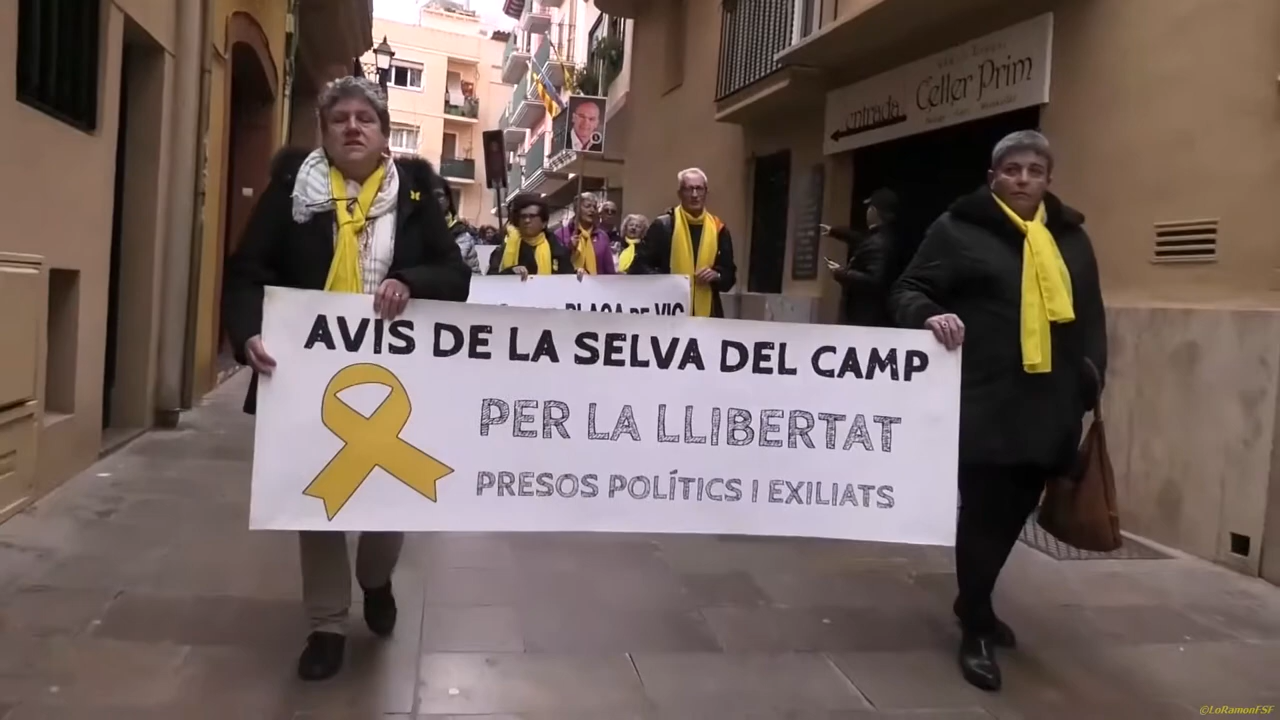 entrada
Celler Prim
PLAÇA DE VIC
AVIS DE LA SELVA DEL CAMP
PER LA LLIBERTAT
PRESOS POLÍTICS I EXILIATS
©LoRamonFSF